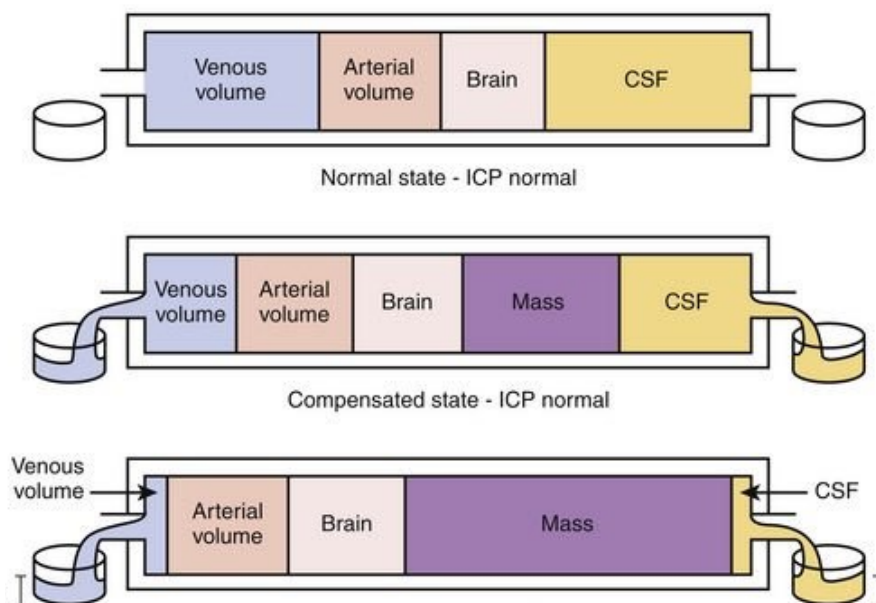 Venous
volume
Arterial
volume
Brain
CSF
Normal state - ICP normal
Venous
volume
Arterial
volume
Brain
Mass
CSF
Compensated state - ICP normal
Venous
volume
Arterial
volume
Brain
Mass
CSF